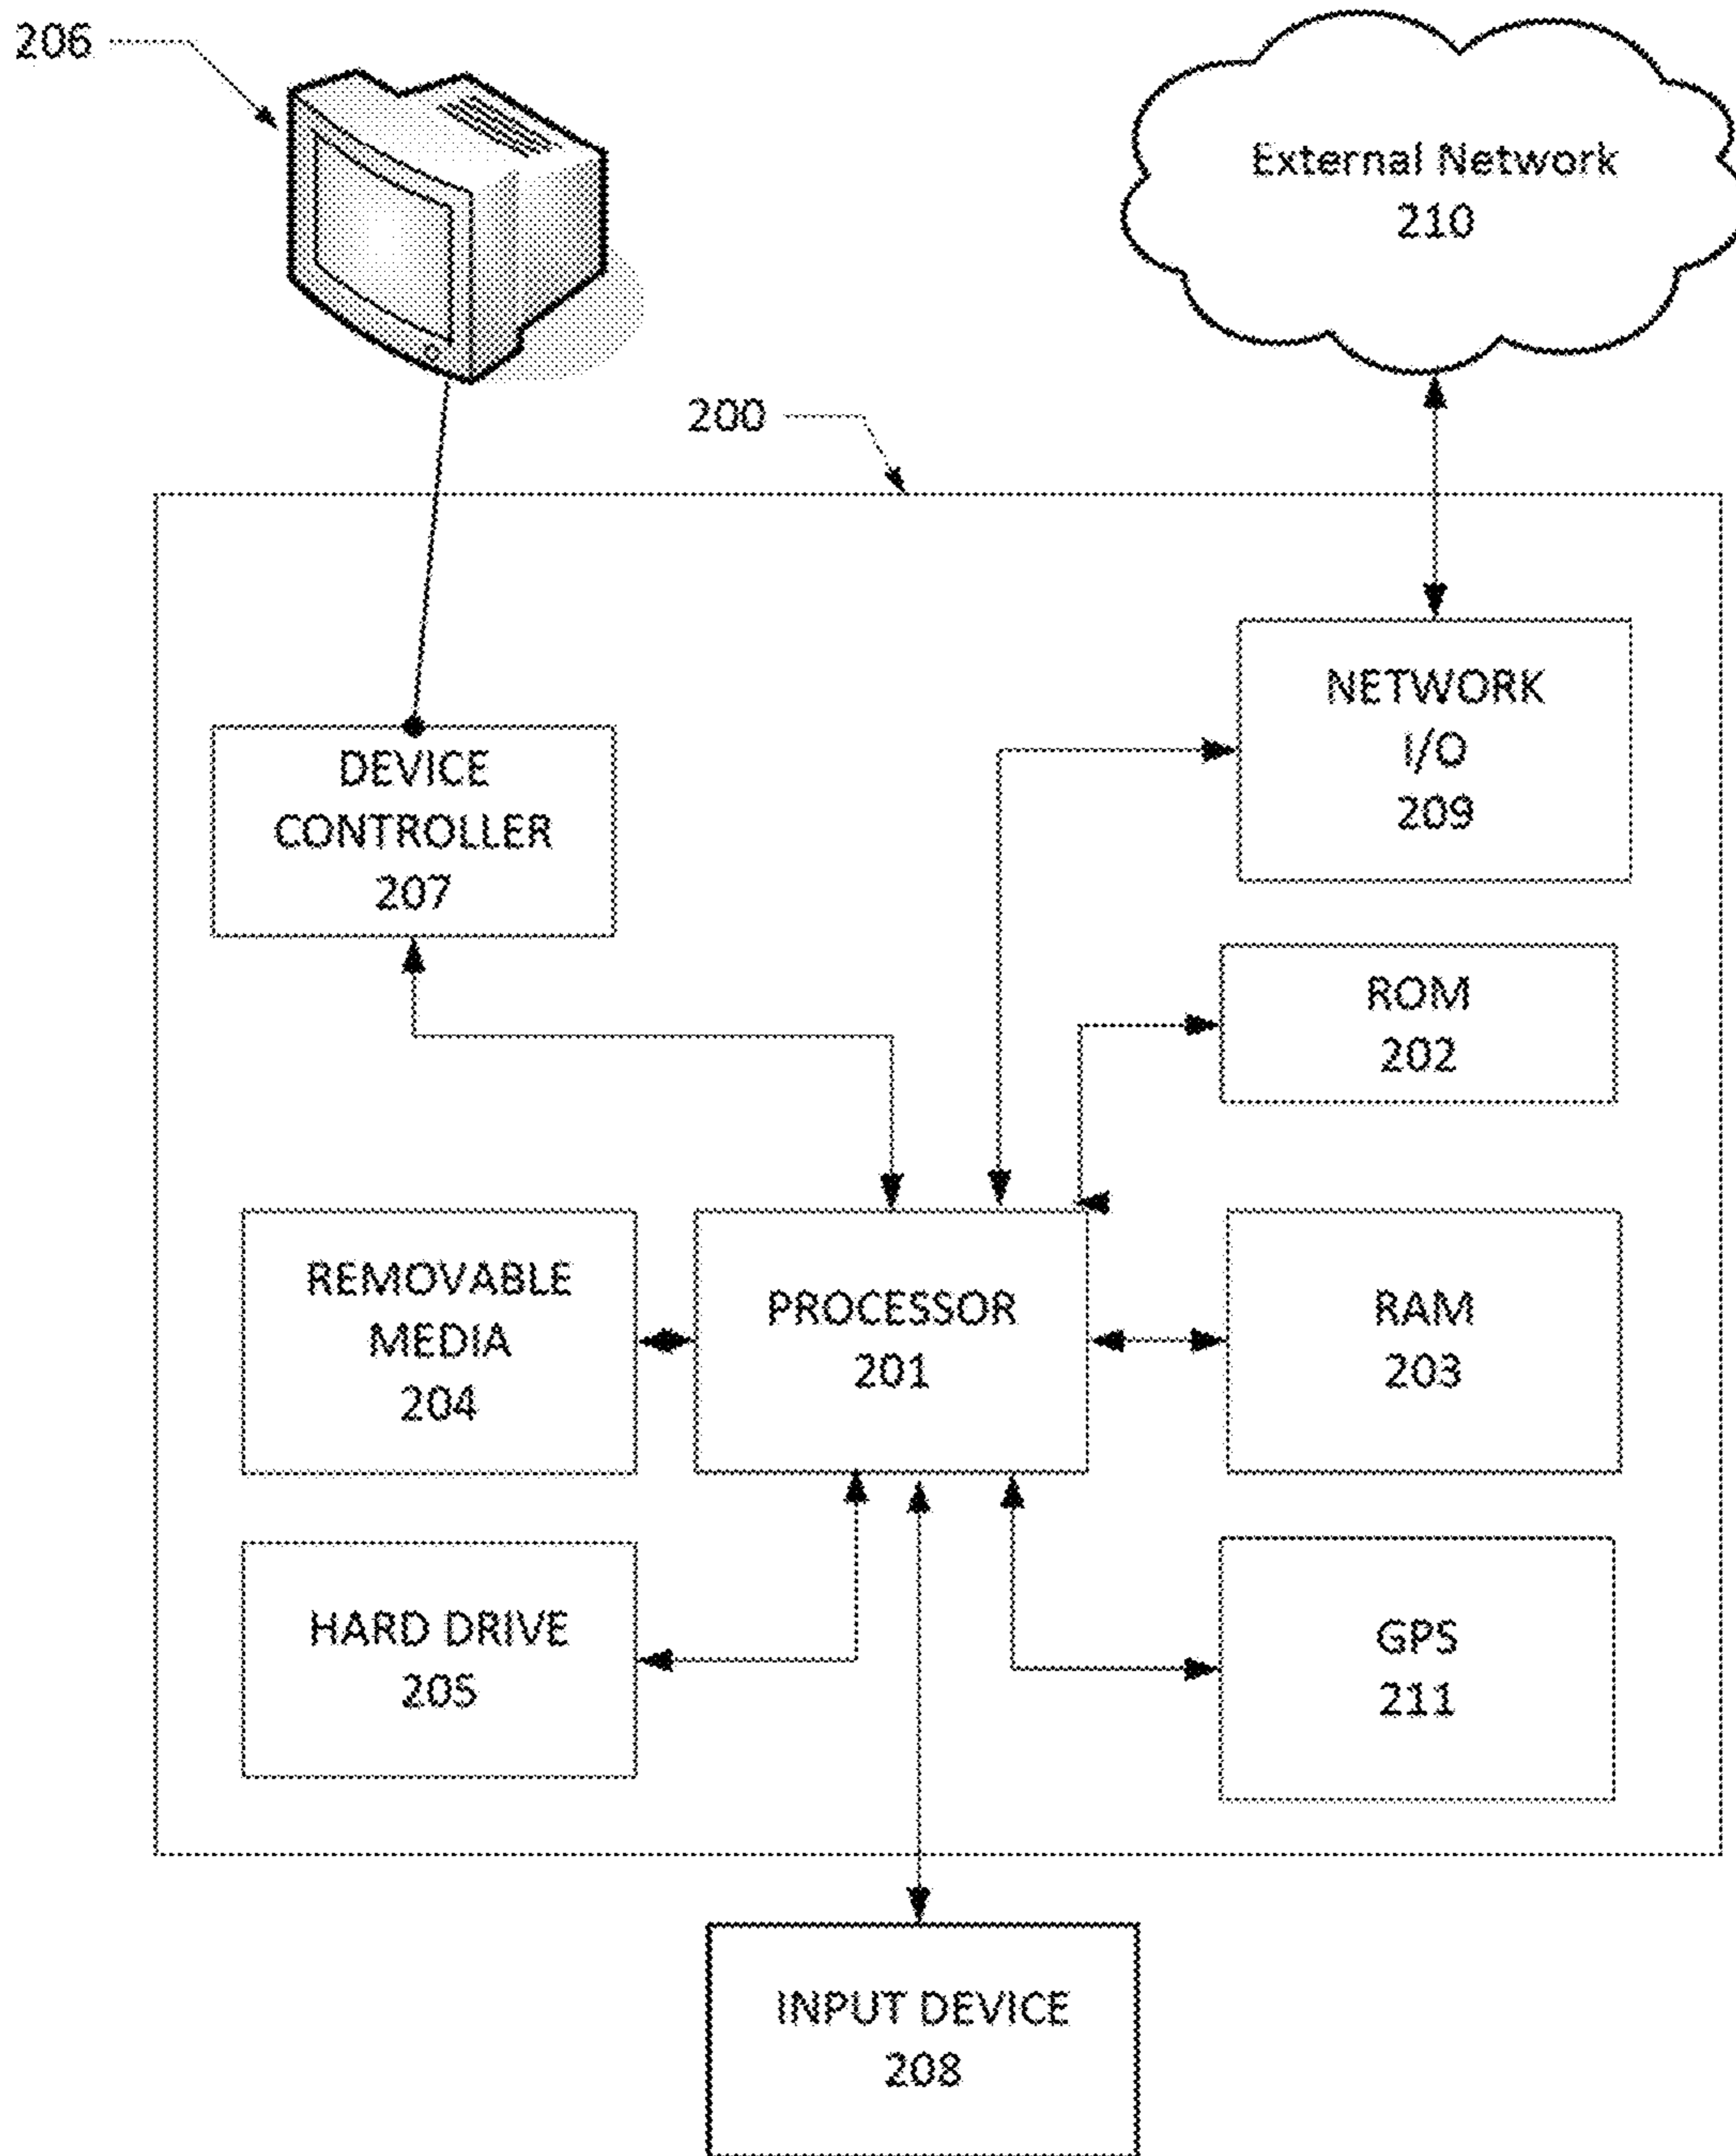 206
External Network
210
200
NETWORK
I/O
209
DEVICE
CONTROLLER
207
ROM
202
REMOVABLE
MEDIA
204
PROCESSOR
201
RAM
203
HARD DRIVE
205
GPS
211
INPUT DEVICE
208